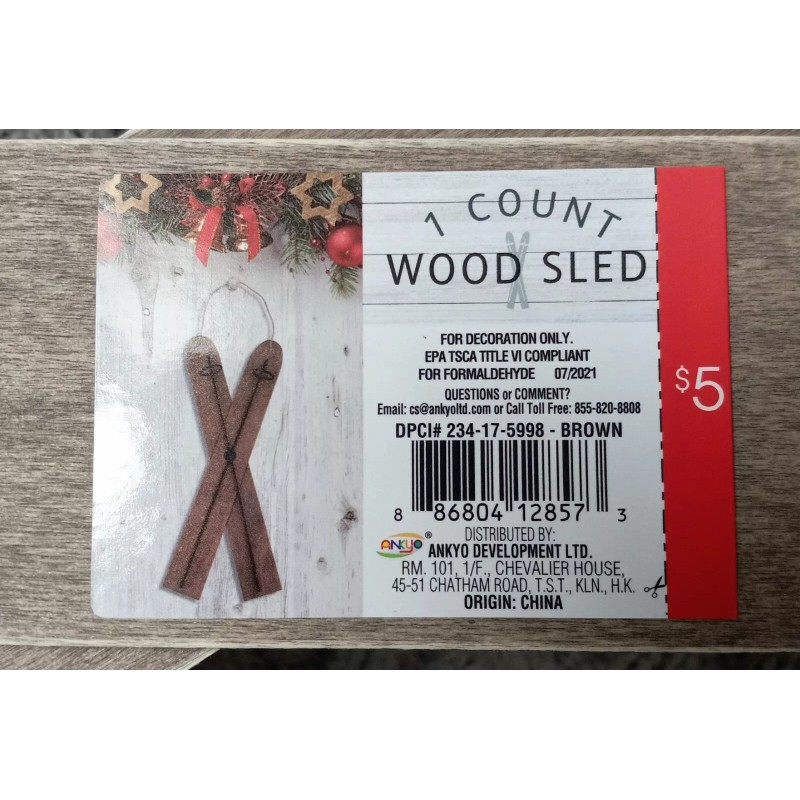 1 COUNT
WOOD SLED
FOR DECORATION ONLY.
EPA TSCA TITLE VI COMPLIANT
FOR FORMALDEHYDE 07/2021
QUESTIONS or COMMENT?
Email: cs@ankyoltd.com or Call Toll Free: 855-820-8808
DPCI# 234-17-5998 - BROWN
8 86804 12857 3
ANKYO®
DISTRIBUTED BY:
ANKYO DEVELOPMENT LTD.
RM. 101, 1/F., CHEVALIER HOUSE,
45-51 CHATHAM ROAD, T.S.T., KLN., H.K.
ORIGIN: CHINA
$5